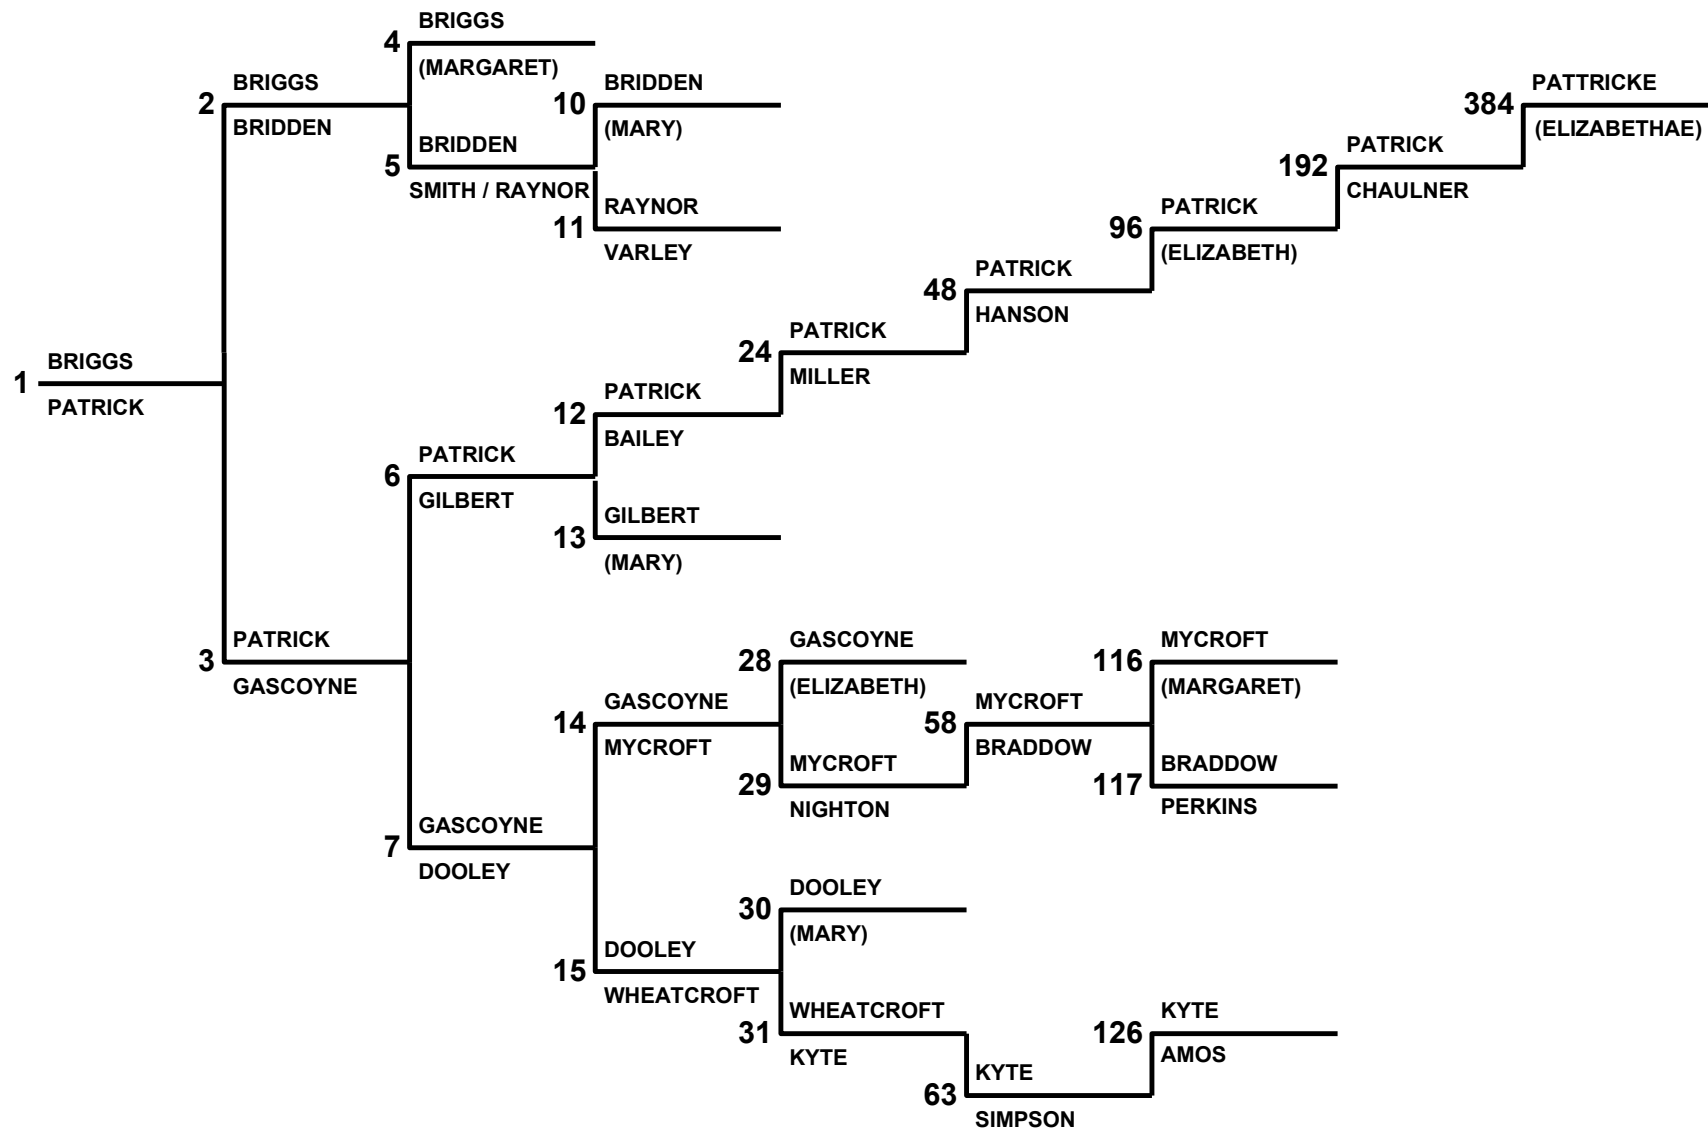 1
BRIGGS
PATRICK
2
BRIGGS
BRIDDEN
3
PATRICK
GASCOYNE
4
BRIGGS
(MARGARET)
5
BRIDDEN
SMITH / RAYNOR
6
PATRICK
GILBERT
7
GASCOYNE
DOOLEY
10
BRIDDEN
(MARY)
11
RAYNOR
VARLEY
12
PATRICK
BAILEY
13
GILBERT
(MARY)
14
GASCOYNE
MYCROFT
15
DOOLEY
WHEATCROFT
24
PATRICK
MILLER
28
GASCOYNE
(ELIZABETH)
29
MYCROFT
NIGHTON
30
DOOLEY
(MARY)
31
WHEATCROFT
KYTE
48
PATRICK
HANSON
58
MYCROFT
BRADDOW
63
KYTE
SIMPSON
96
PATRICK
(ELIZABETH)
116
MYCROFT
(MARGARET)
117
BRADDOW
PERKINS
126
KYTE
AMOS
192
PATRICK
CHAULNER
384
PATTRICKE
(ELIZABETHAE)